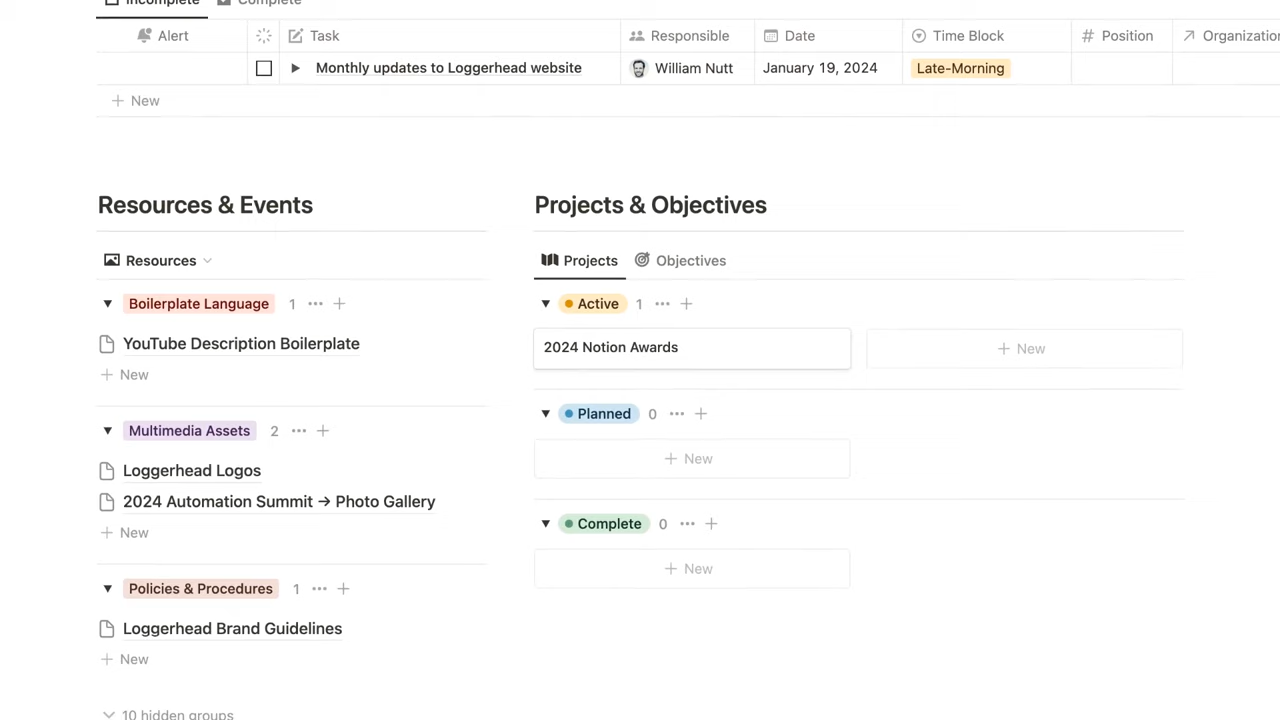 Incomplete Complete
Alert Task Responsible Date Time Block # Position Organization
Monthly updates to Loggerhead website William Nutt January 19, 2024 Late-Morning
+ New
Resources & Events
Resources
Boilerplate Language 1 ... +
YouTube Description Boilerplate
+ New
Multimedia Assets 2 ... +
Loggerhead Logos
2024 Automation Summit → Photo Gallery
+ New
Policies & Procedures 1 ... +
Loggerhead Brand Guidelines
+ New
10 hidden groups
Projects & Objectives
Projects Objectives
Active 1 ... +
2024 Notion Awards + New
Planned 0 ... +
+ New
Complete 0 ... +
+ New